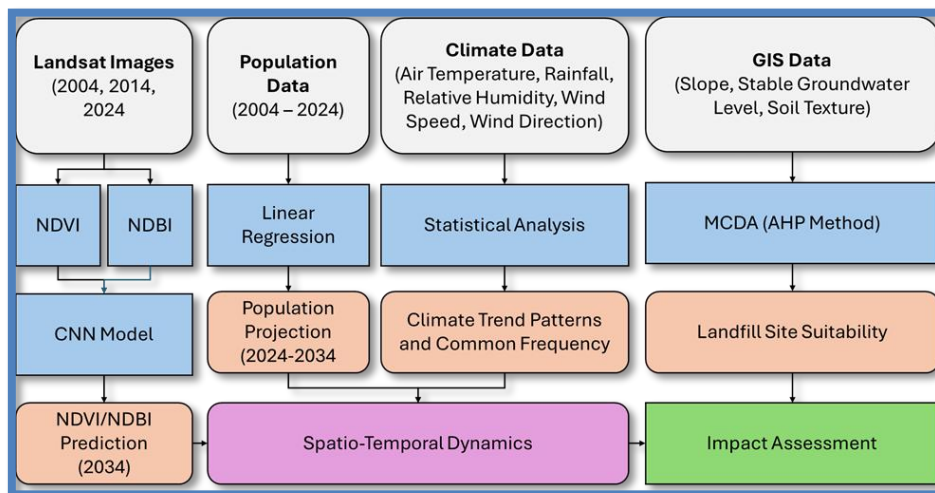 Landsat Images
(2004, 2014,
2024
Population
Data
(2004 – 2024)
Climate Data
(Air Temperature, Rainfall,
Relative Humidity, Wind
Speed, Wind Direction)
GIS Data
(Slope, Stable Groundwater
Level, Soil Texture)
NDVI
NDBI
Linear
Regression
Statistical Analysis
MCDA (AHP Method)
CNN Model
Population
Projection
(2024-2034
Climate Trend Patterns
and Common Frequency
Landfill Site Suitability
NDVI/NDBI
Prediction
(2034)
Spatio-Temporal Dynamics
Impact Assessment